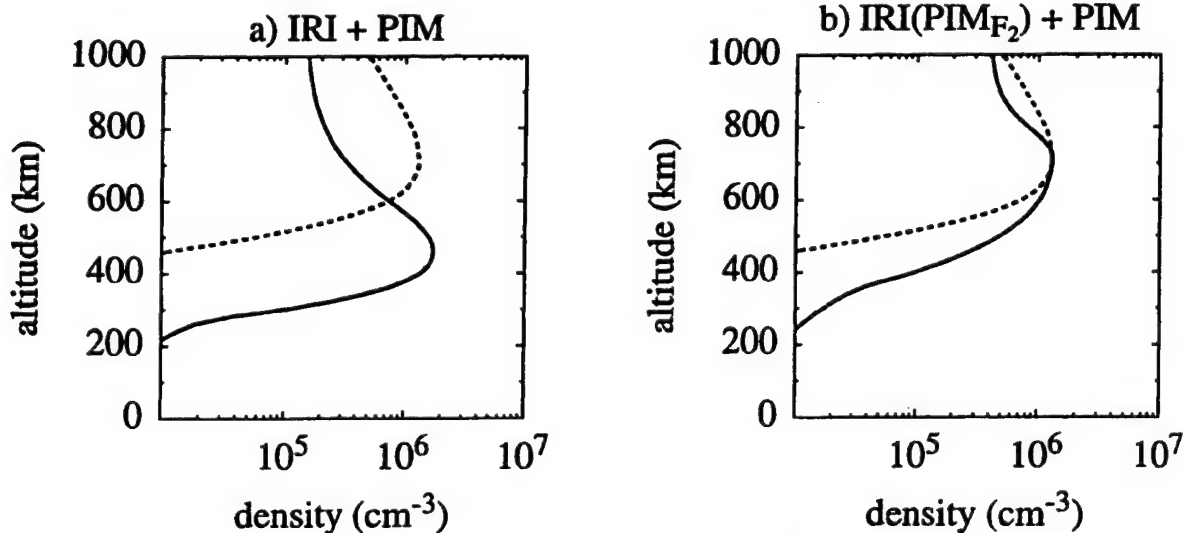 a) IRI + PIM
1000
800
600
400
200
0
altitude (km)
10^5 10^6 10^7
density (cm^-3)
b) IRI(PIM_F_2) + PIM
1000
800
600
400
200
0
altitude (km)
10^5 10^6 10^7
density (cm^-3)